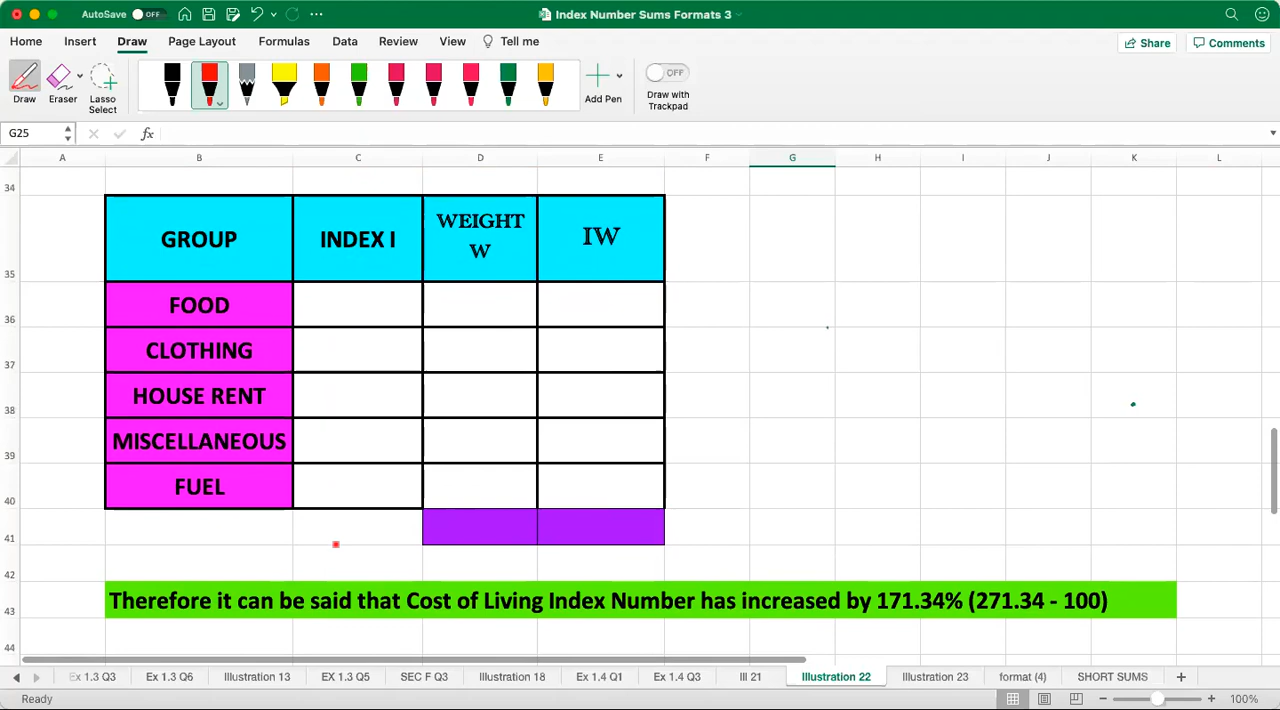 AutoSave OFF
Index Number Sums Formats 3
Home Insert Draw Page Layout Formulas Data Review View Tell me
Share Comments
Draw Eraser Lasso Select Add Pen OFF Draw with Trackpad
G25 fx
A B C D E F G H I J K L
34
GROUP INDEX I WEIGHT W IW
35
FOOD
36
CLOTHING
37
HOUSE RENT
38
MISCELLANEOUS
39
FUEL
40
41
42
Therefore it can be said that Cost of Living Index Number has increased by 171.34% (271.34 - 100)
43
44
Ex 1.3 Q3 Ex 1.3 Q6 Illustration 13 EX 1.3 Q5 SEC F Q3 Illustration 18 Ex 1.4 Q1 Ex 1.4 Q3 Ill 21 Illustration 22 Illustration 23 format (4) SHORT SUMS
Ready 100%